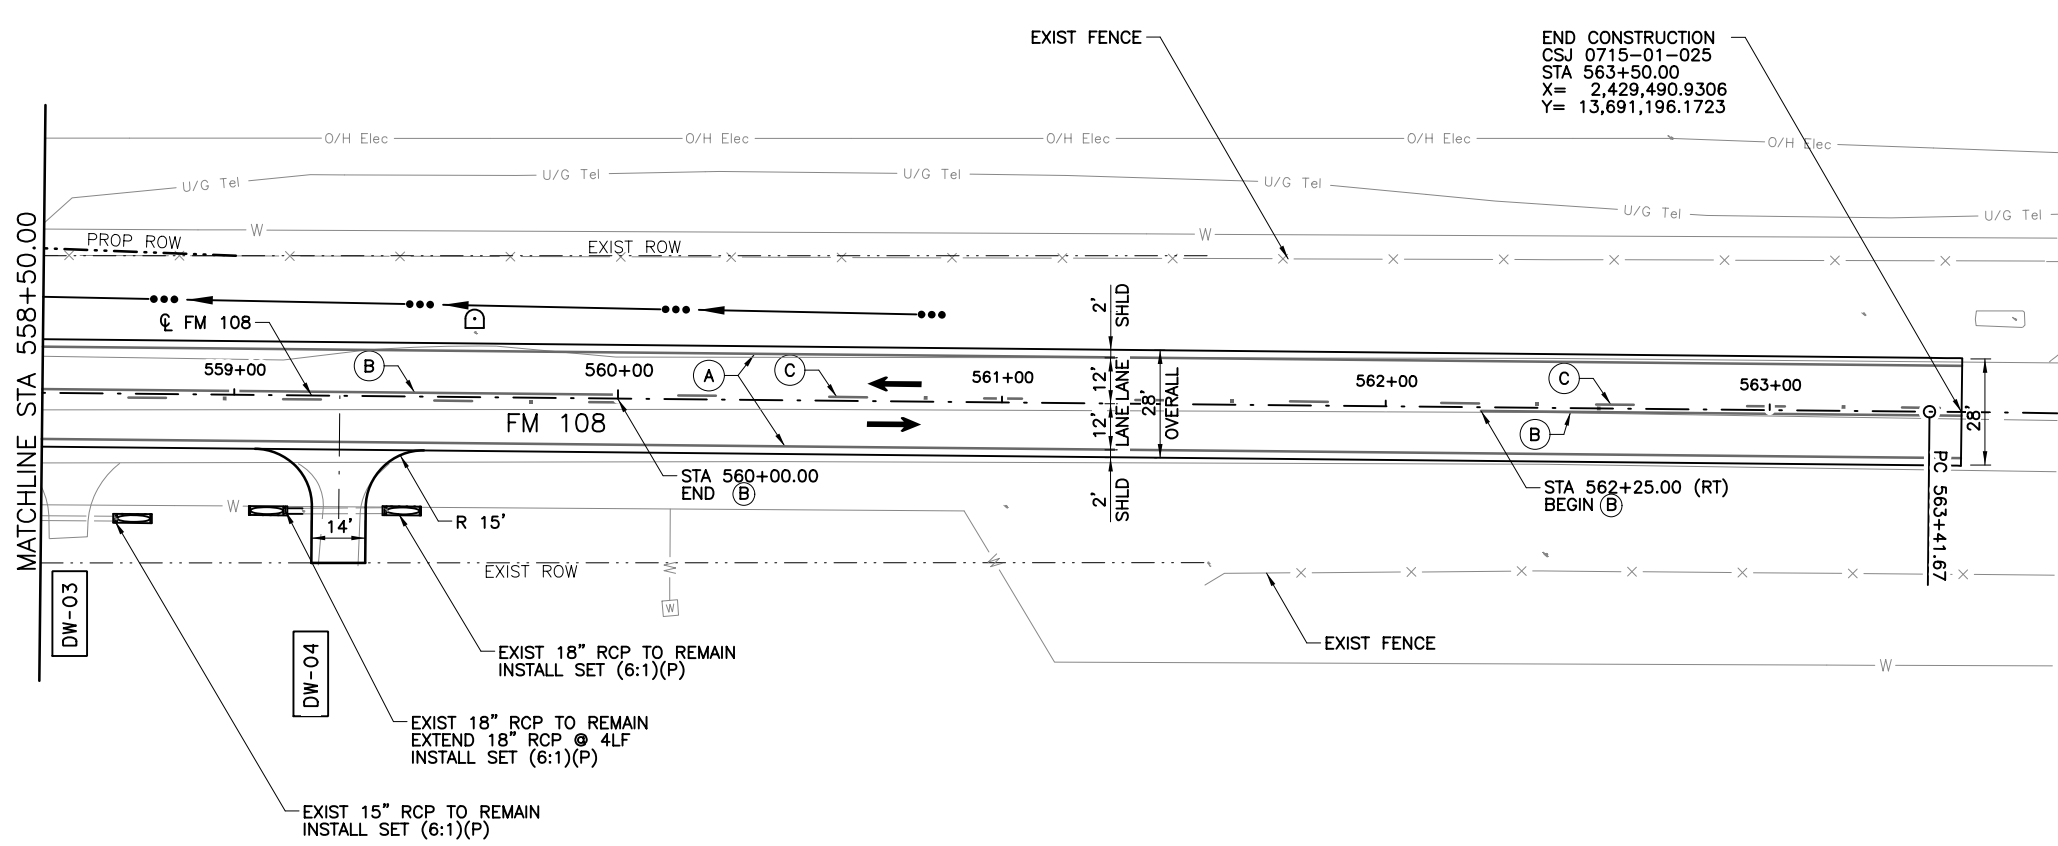 EXIST FENCE
END CONSTRUCTION
CSJ 0715-01-025
STA 563+50.00
X= 2,429,490.9306
Y= 13,691,196.1723
O/H Elec
O/H Elec
O/H Elec
O/H Elec
O/H Elec
U/G Tel
U/G Tel
U/G Tel
U/G Tel
U/G Tel
U/G Tel
MATCHLINE STA 558+50.00
PROP ROW
W
EXIST ROW
W
℄ FM 108
2'
SHLD
559+00
B
560+00
A
C
561+00
12'
LANE
12'
LANE
28'
OVERALL
562+00
C
563+00
28'
FM 108
B
STA 560+00.00
END B
2'
SHLD
STA 562+25.00 (RT)
BEGIN B
PC 563+41.67
W
14'
R 15'
EXIST ROW
W
W
W
DW-03
DW-04
EXIST 18" RCP TO REMAIN
INSTALL SET (6:1)(P)
EXIST FENCE
W
EXIST 18" RCP TO REMAIN
EXTEND 18" RCP @ 4LF
INSTALL SET (6:1)(P)
EXIST 15" RCP TO REMAIN
INSTALL SET (6:1)(P)